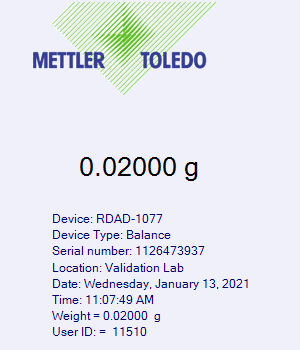 METTLER TOLEDO
0.02000 g
Device: RDAD-1077
Device Type: Balance
Serial number: 1126473937
Location: Validation Lab
Date: Wednesday, January 13, 2021
Time: 11:07:49 AM
Weight = 0.02000 g
User ID: = 11510